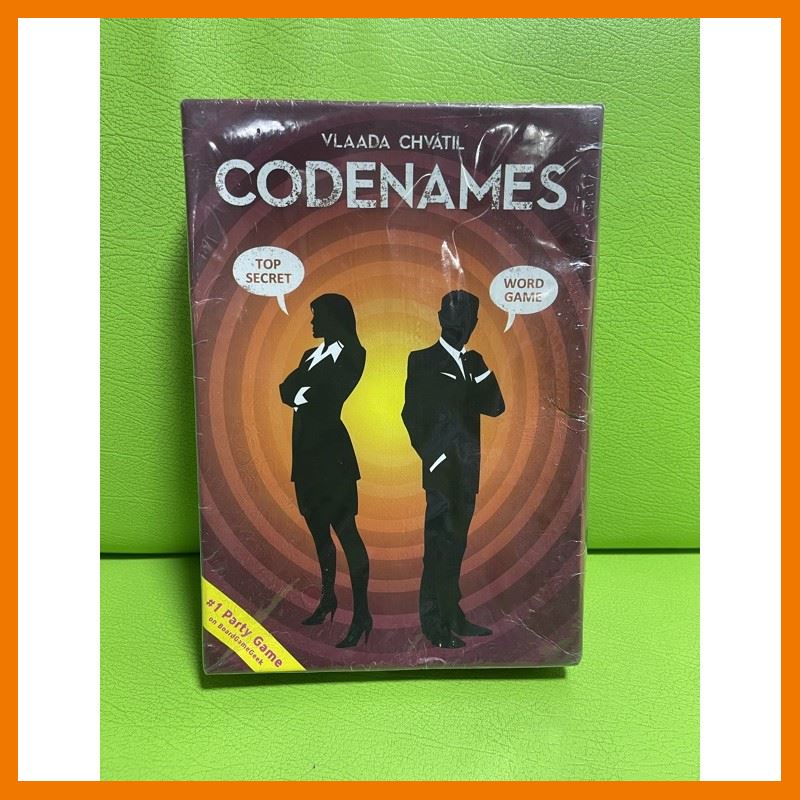 VLAADA CHVÁTIL
CODENAMES
TOP
SECRET
WORD
GAME
#1 Party Game
on BoardGameGeek